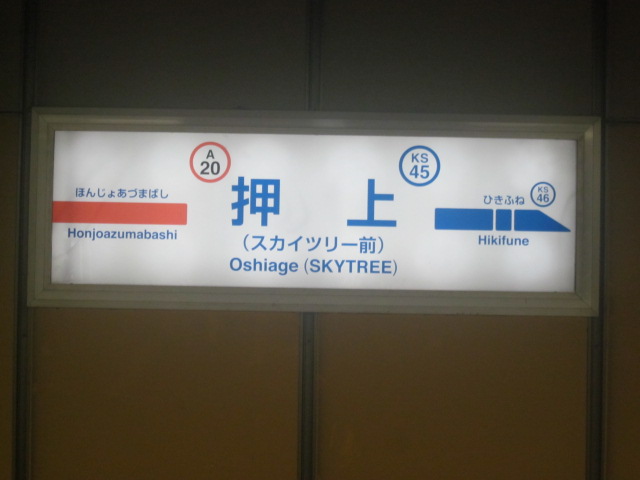 ほんじょあづまばし
Honjoazumabashi
A
20
押 上
(スカイツリー前)
Oshiage (SKYTREE)
KS
45
ひきふね
KS
46
Hikifune